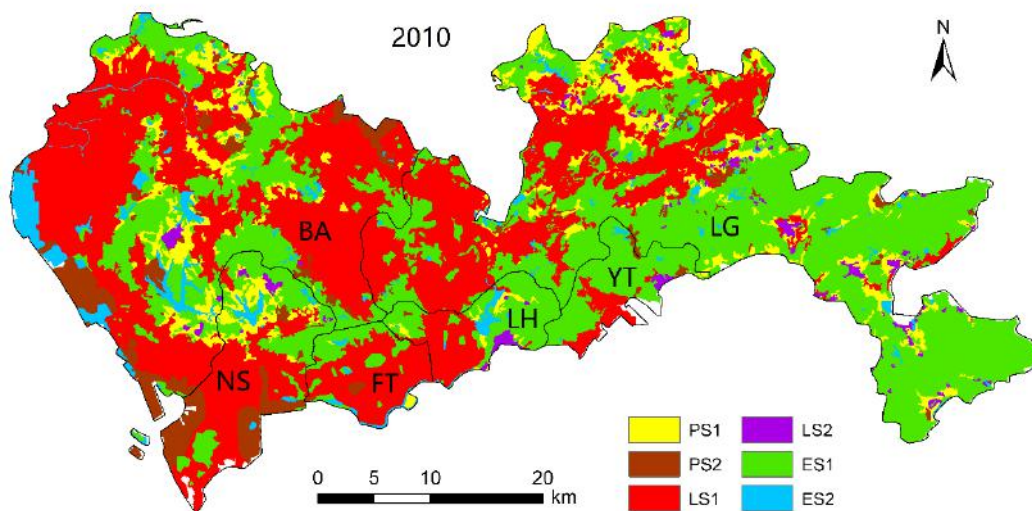 2010
N
BA
LG
YT
LH
NS
FT
PS1 LS2
PS2 ES1
LS1 ES2
0 5 10 20
km